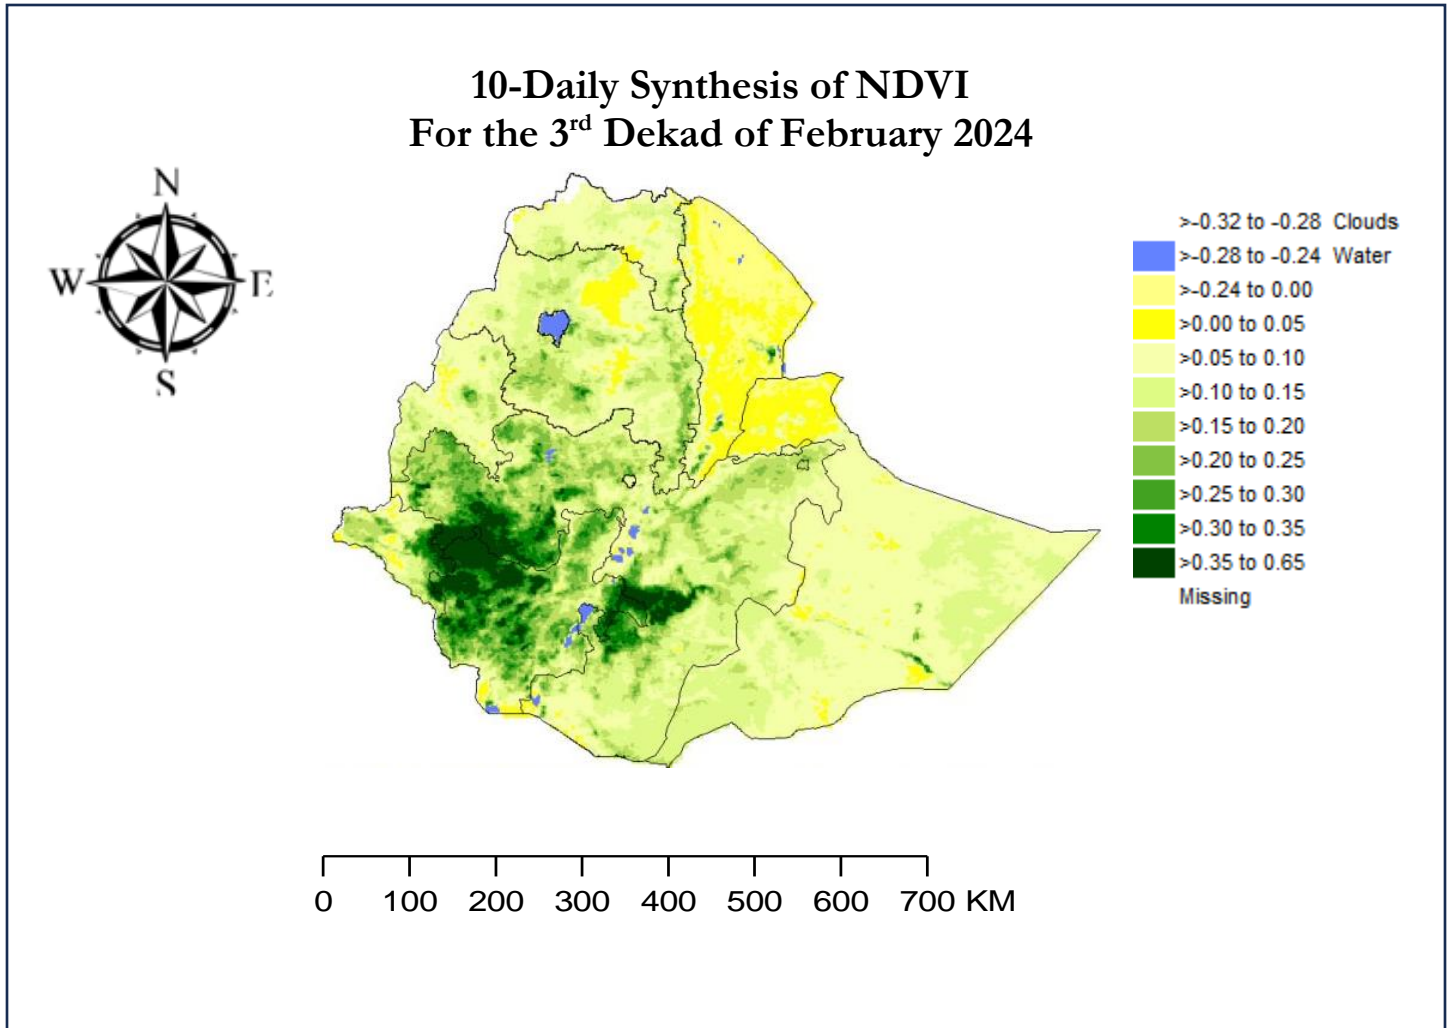 10-Daily Synthesis of NDVI
For the 3rd Dekad of February 2024
N
W E
S
>-0.32 to -0.28 Clouds
>-0.28 to -0.24 Water
>-0.24 to 0.00
>0.00 to 0.05
>0.05 to 0.10
>0.10 to 0.15
>0.15 to 0.20
>0.20 to 0.25
>0.25 to 0.30
>0.30 to 0.35
>0.35 to 0.65
Missing
0 100 200 300 400 500 600 700 KM